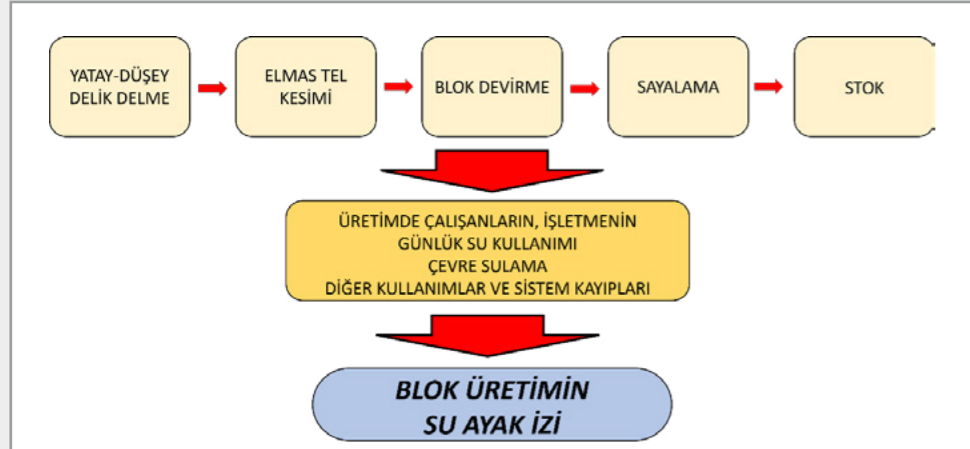 YATAY-DÜŞEY
DELİK DELME
ELMAS TEL
KESİMİ
BLOK DEVİRME
SAYALAMA
STOK
ÜRETİMDE ÇALIŞANLARIN, İŞLETMENİN
GÜNLÜK SU KULLANIMI
ÇEVRE SULAMA
DİĞER KULLANIMLAR VE SİSTEM KAYIPLARI
BLOK ÜRETİMİN
SU AYAK İZİ